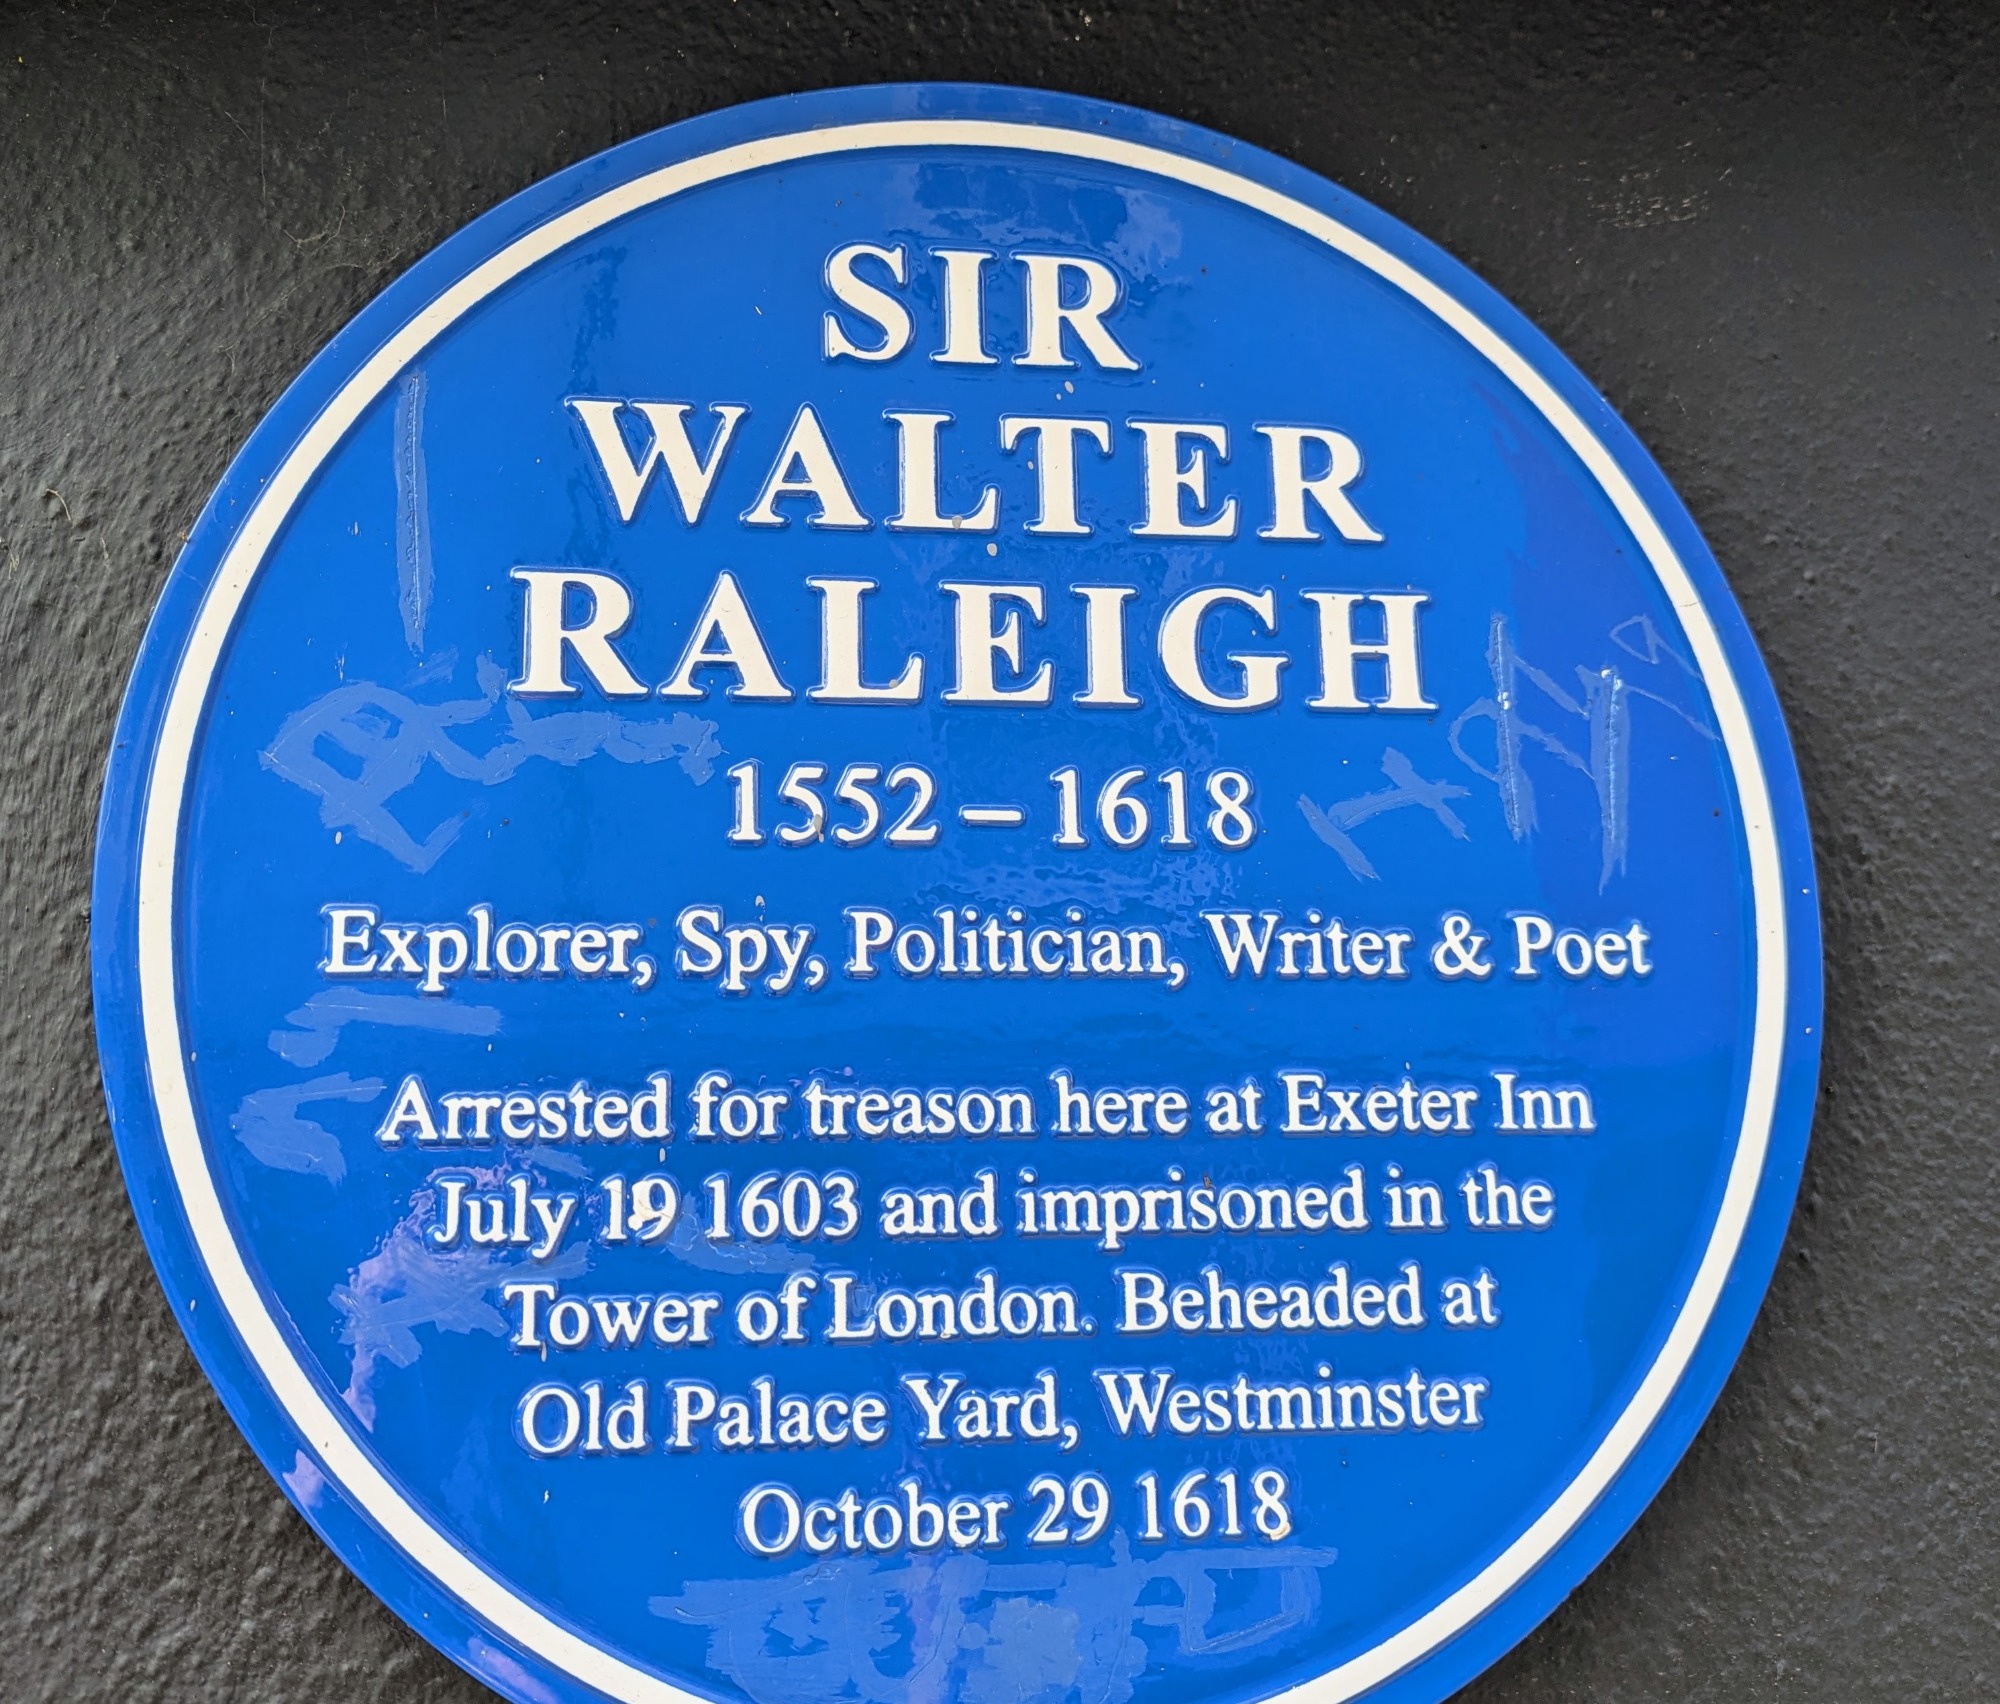 SIR
WALTER
RALEIGH
1552 – 1618
Explorer, Spy, Politician, Writer & Poet
Arrested for treason here at Exeter Inn
July 19 1603 and imprisoned in the
Tower of London. Beheaded at
Old Palace Yard, Westminster
October 29 1618